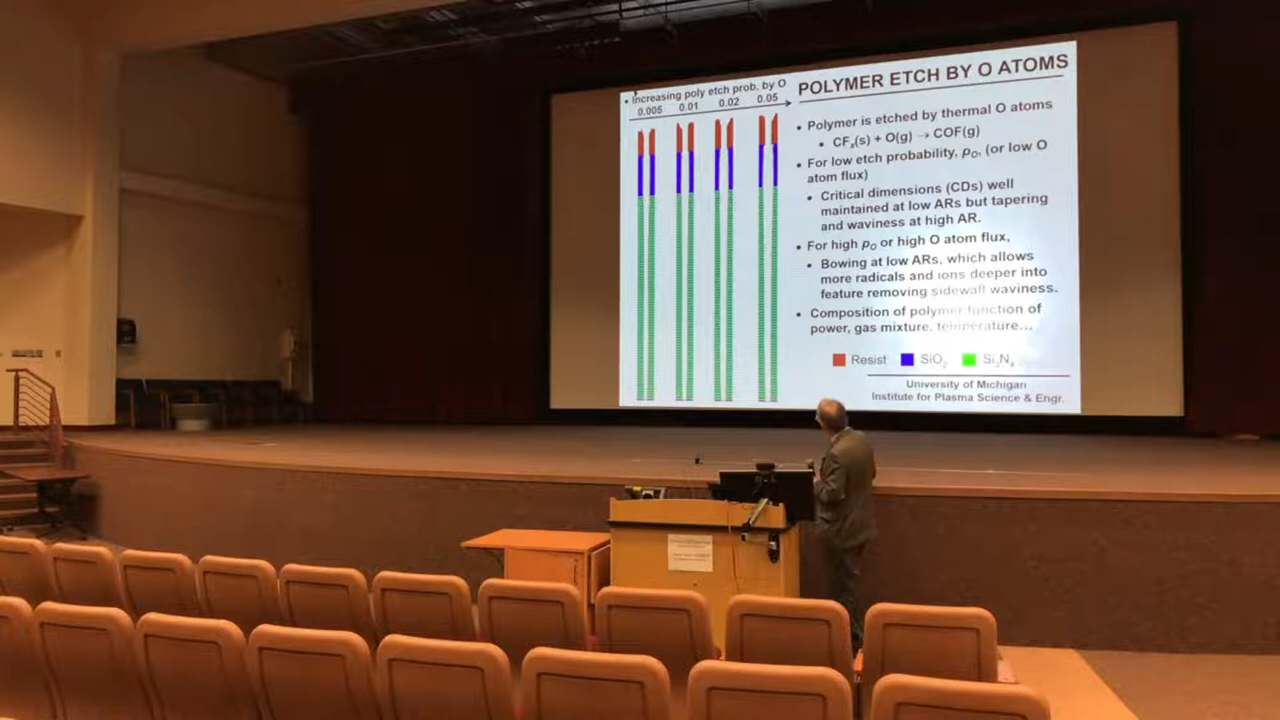 • Increasing poly etch prob. by O
0.005 0.01 0.02 0.05
POLYMER ETCH BY O ATOMS
• Polymer is etched by thermal O atoms
• CFₓ(s) + O(g) → COF(g)
• For low etch probability, p_O, (or low O
atom flux)
• Critical dimensions (CDs) well
maintained at low ARs but tapering
and waviness at high AR.
• For high p_O or high O atom flux,
• Bowing at low ARs, which allows
more radicals and ions deeper into
feature removing sidewall waviness.
• Composition of polymer function of
power, gas mixture, temperature…
Resist SiO₂ Si₃N₄
University of Michigan
Institute for Plasma Science & Engr.